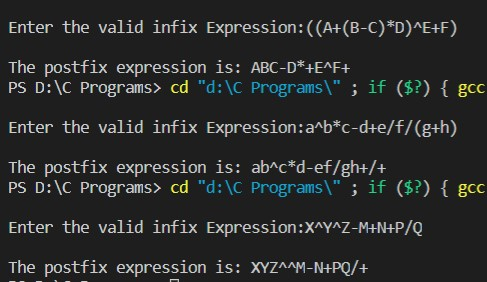 Enter the valid infix Expression:((A+(B-C)*D)^E+F)
The postfix expression is: ABC-D*+E^F+
PS D:\C Programs> cd "d:\C Programs\" ; if ($?) { gcc
Enter the valid infix Expression:a^b*c-d+e/f/(g+h)
The postfix expression is: ab^c*d-ef/gh+/+
PS D:\C Programs> cd "d:\C Programs\" ; if ($?) { gcc
Enter the valid infix Expression:X^Y^Z-M+N+P/Q
The postfix expression is: XYZ^^M-N+PQ/+